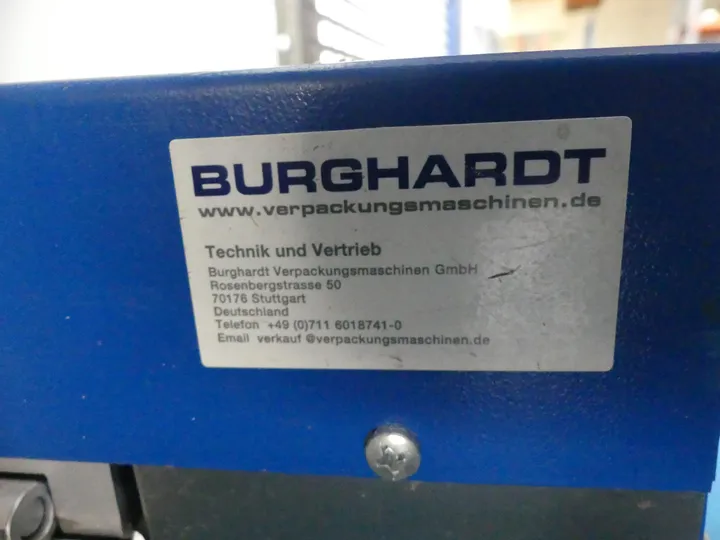 BURGHARDT
www.verpackungsmaschinen.de
Technik und Vertrieb
Burghardt Verpackungsmaschinen GmbH
Rosenbergstrasse 50
70176 Stuttgart
Deutschland
Telefon +49 (0)711 6018741-0
Email verkauf @verpackungsmaschinen.de